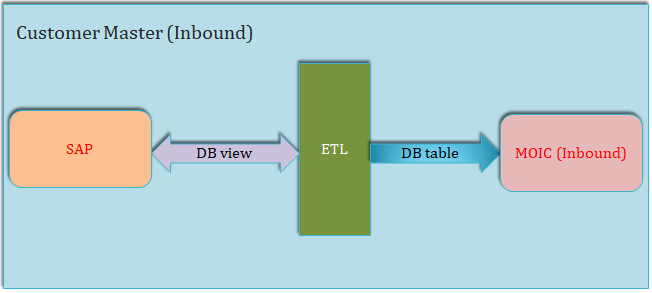 Customer Master (Inbound)
SAP
DB view
ETL
DB table
MOIC (Inbound)